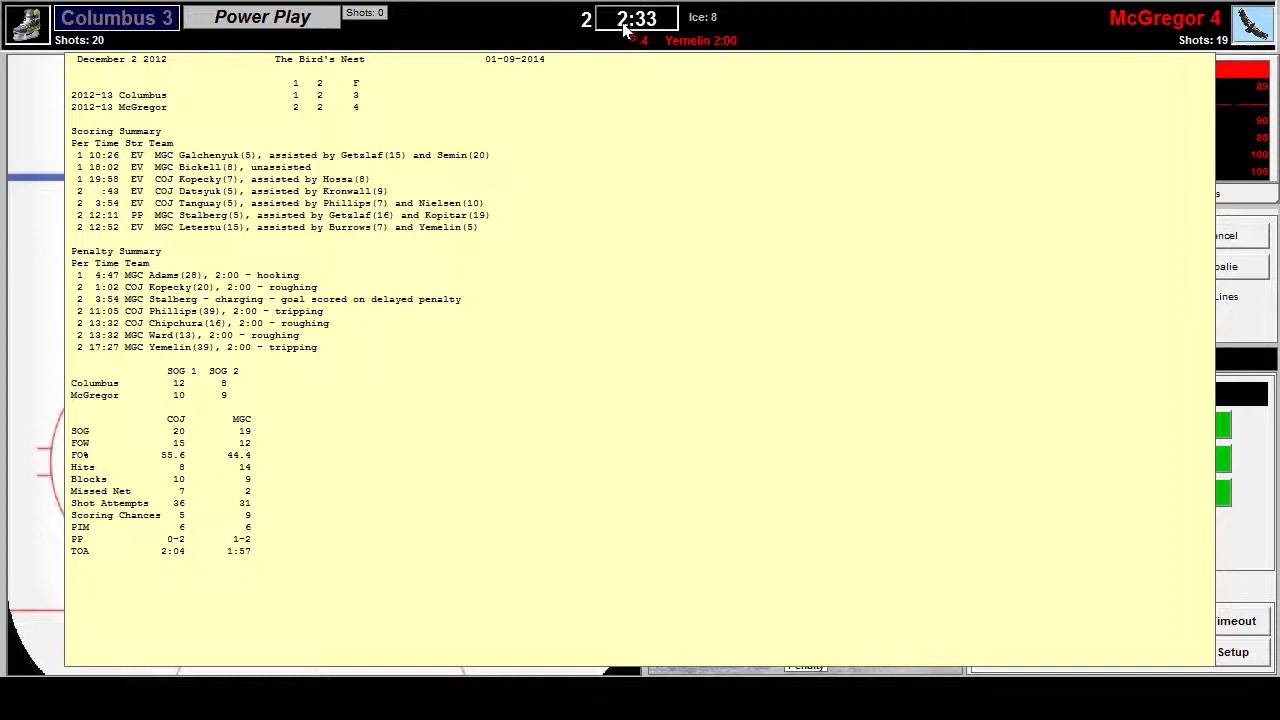 Columbus 3 Power Play Shots: 0 2 2:33 Ice: 8 McGregor 4
Shots: 20 4 Yemelin 2:00 Shots: 19
December 2 2012 The Bird's Nest 01-09-2014
1 2 F
2012-13 Columbus 1 2 3
2012-13 McGregor 2 2 4
Scoring Summary
Per Time Str Team
1 10:26 EV MGC Galchenyuk(5), assisted by Getzlaf(15) and Semin(20)
1 18:02 EV MGC Bickell(8), unassisted
1 19:58 EV COJ Kopecky(7), assisted by Hossa(8)
2 :43 EV COJ Datsyuk(5), assisted by Kronwall(9)
2 3:54 EV COJ Tanguay(5), assisted by Phillips(7) and Nielsen(10)
2 12:11 PP MGC Stalberg(5), assisted by Getzlaf(16) and Kopitar(19)
2 12:52 EV MGC Letestu(15), assisted by Burrows(7) and Yemelin(5)
Penalty Summary
Per Time Team
1 4:47 MGC Adams(28), 2:00 - hooking
2 1:02 COJ Kopecky(20), 2:00 - roughing
2 3:54 MGC Stalberg - charging - goal scored on delayed penalty
2 11:05 COJ Phillips(39), 2:00 - tripping
2 13:32 COJ Chipchura(16), 2:00 - roughing
2 13:32 MGC Ward(13), 2:00 - roughing
2 17:27 MGC Yemelin(39), 2:00 - tripping
SOG 1 SOG 2
Columbus 12 8
McGregor 10 9
COJ MGC
SOG 20 19
FOW 15 12
FO% 55.6 44.4
Hits 8 14
Blocks 10 9
Missed Net 7 2
Shot Attempts 36 31
Scoring Chances 5 9
PIM 6 6
PP 0-2 1-2
TOA 2:04 1:57
89
90
88
100
100
s
ncel
oalie
Lines
imeout
Setup
Penalty